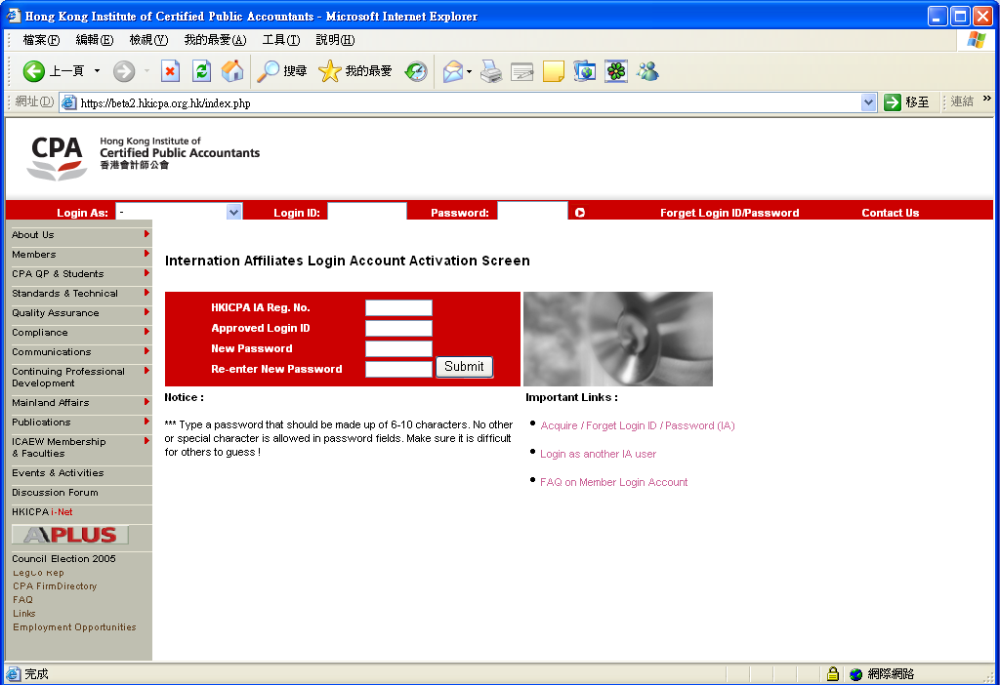 Hong Kong Institute of Certified Public Accountants - Microsoft Internet Explorer
檔案(F) 編輯(E) 檢視(V) 我的最愛(A) 工具(T) 說明(H)
上一頁 搜尋 我的最愛
網址(D) https://beta2.hkicpa.org.hk/index.php 移至 連結 »
CPA
Hong Kong Institute of
Certified Public Accountants
香港會計師公會
Login As: - Login ID: Password: Forget Login ID/Password Contact Us
About Us
Members
CPA QP & Students
Standards & Technical
Quality Assurance
Compliance
Communications
Continuing Professional
Development
Mainland Affairs
Publications
ICAEW Membership
& Faculties
Events & Activities
Discussion Forum
HKICPA i-Net
APLUS
Council Election 2005
LegCo Rep
CPA FirmDirectory
FAQ
Links
Employment Opportunities
Internation Affiliates Login Account Activation Screen
HKICPA IA Reg. No.
Approved Login ID
New Password
Re-enter New Password Submit
Notice :
*** Type a password that should be made up of 6-10 characters. No other
or special character is allowed in password fields. Make sure it is difficult
for others to guess !
Important Links :
Acquire / Forget Login ID / Password (IA)
Login as another IA user
FAQ on Member Login Account
完成 網際網路